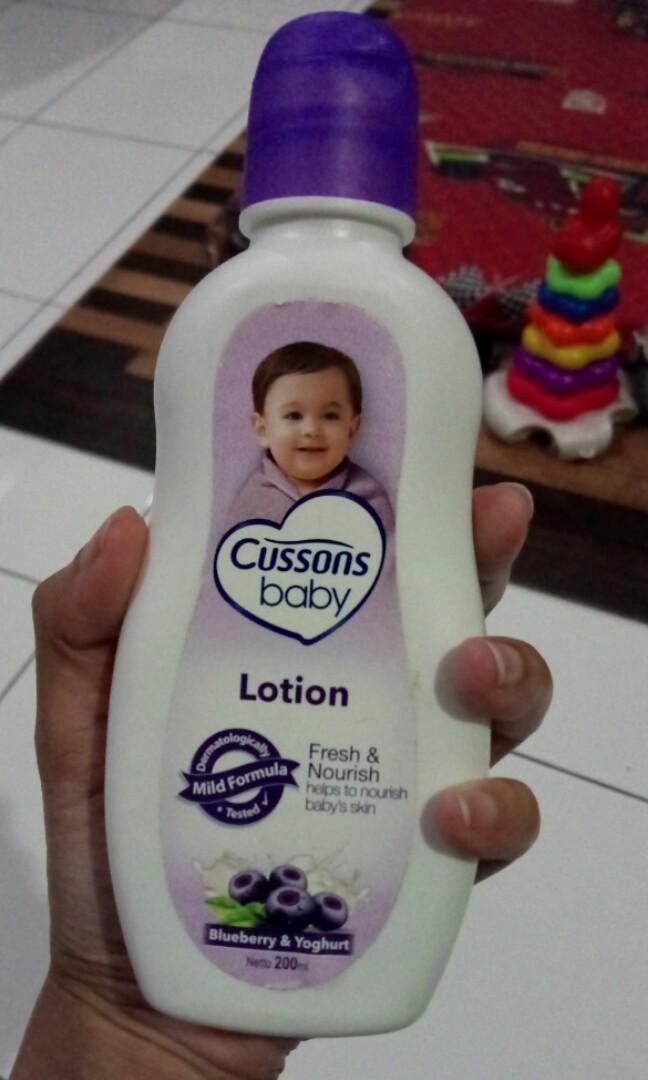 Cussons
baby
Lotion
Dermatologically
Mild Formula
* Tested ✓
Fresh &
Nourish
helps to nourish
baby's skin
Blueberry & Yoghurt
Netto 200ml